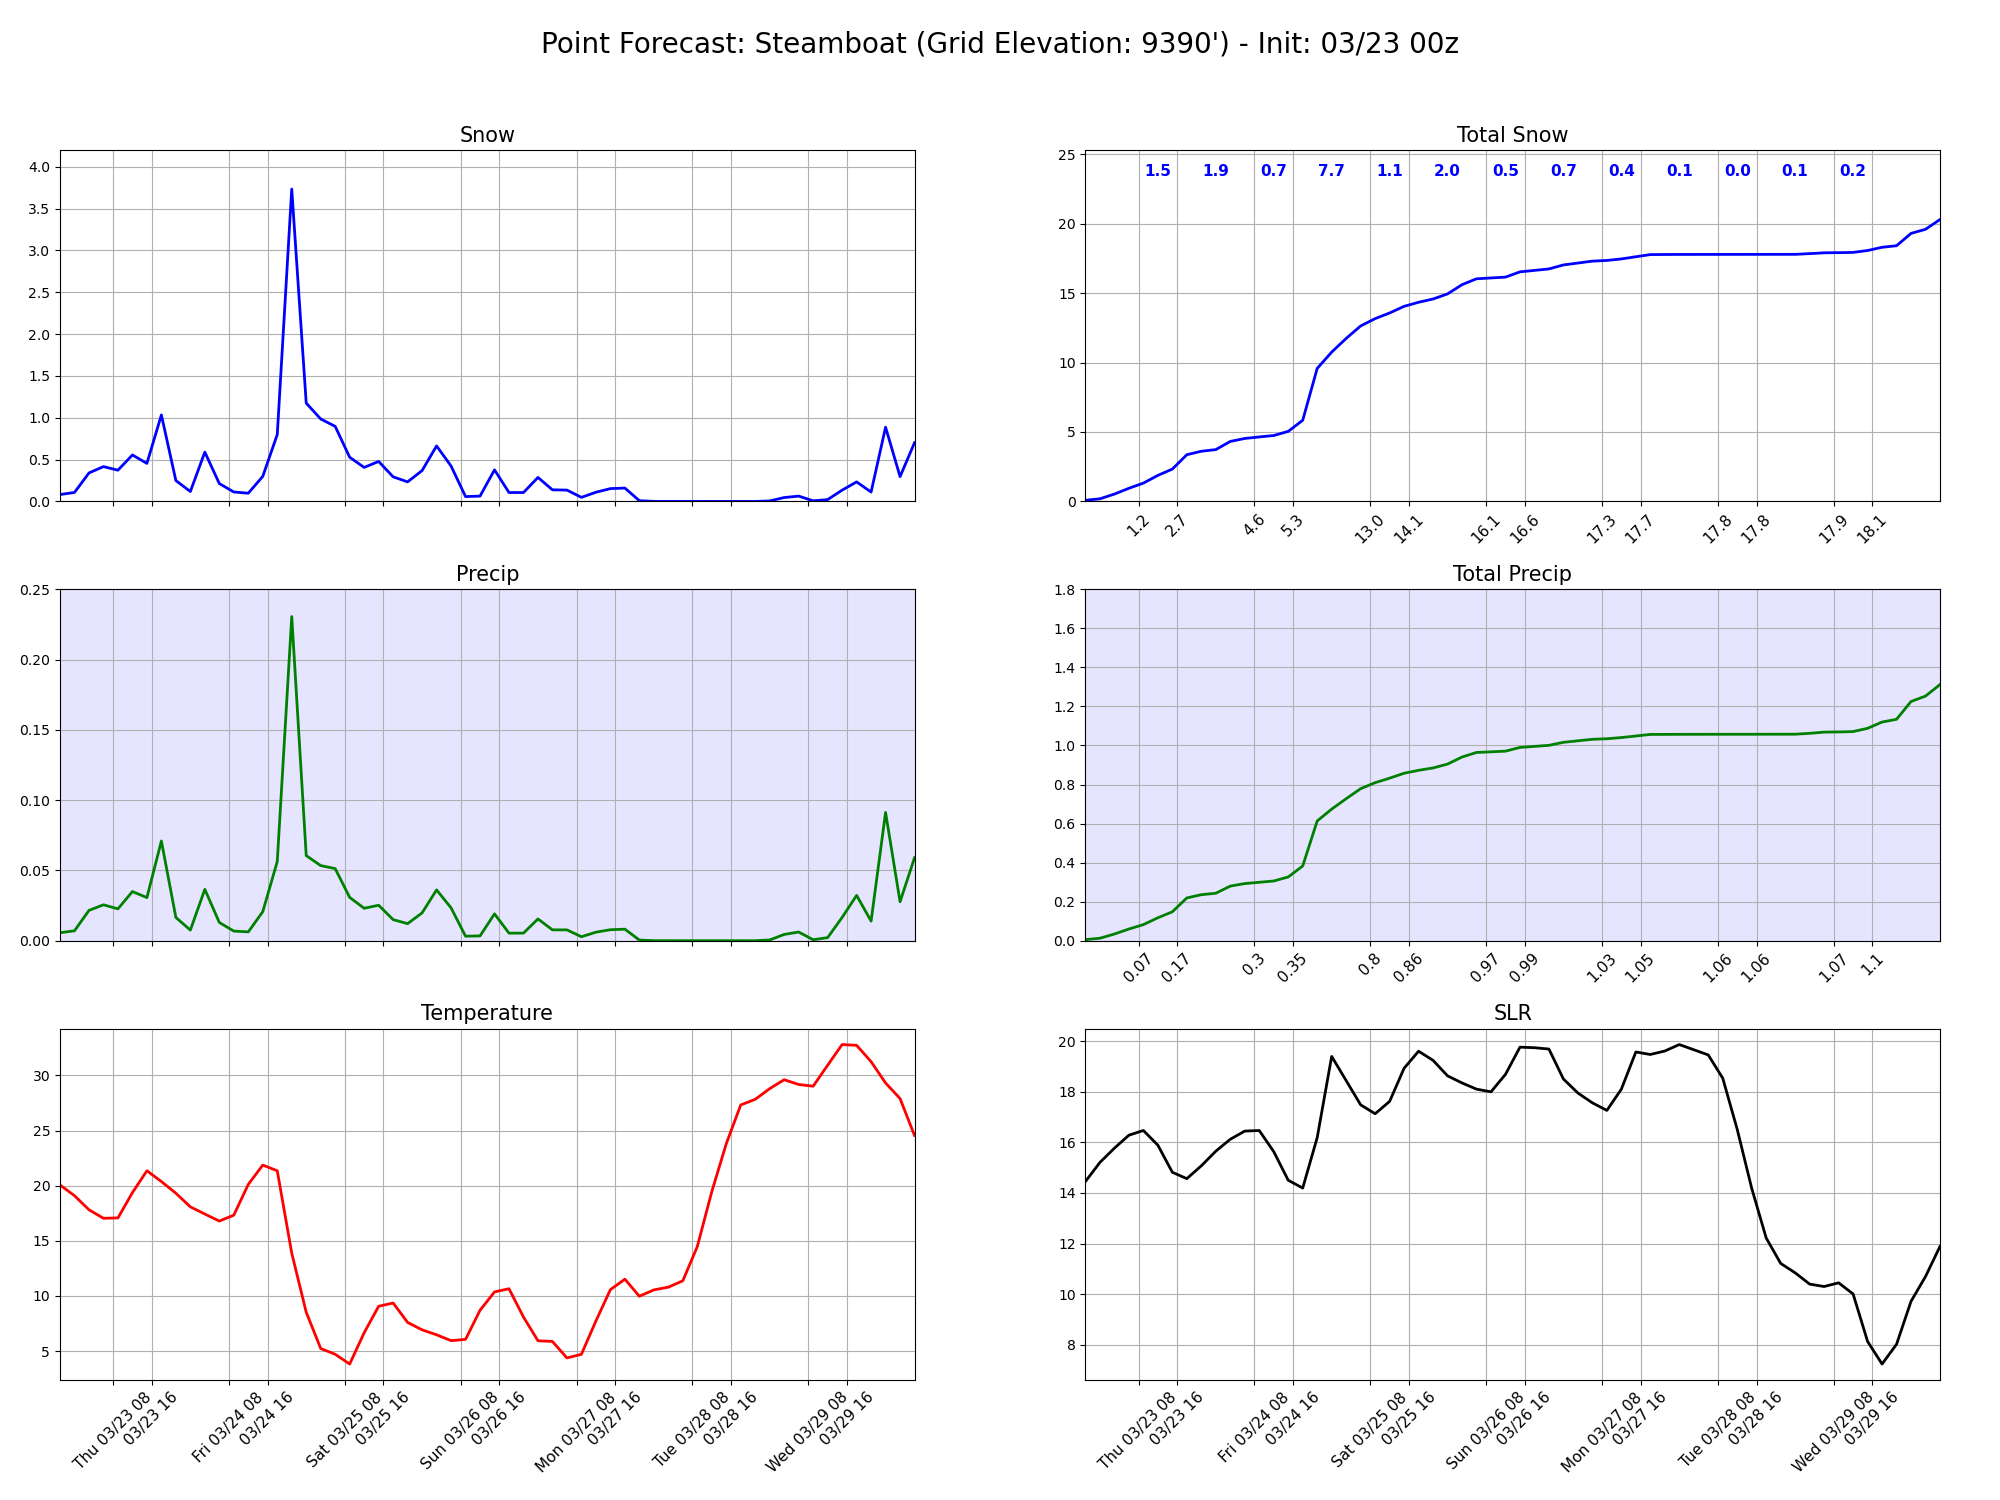 Point Forecast: Steamboat (Grid Elevation: 9390') - Init: 03/23 00z
Snow
4.0
3.5
3.0
2.5
2.0
1.5
1.0
0.5
0.0
Total Snow
25
20
15
10
5
0
1.5 1.9 0.7 7.7 1.1 2.0 0.5 0.7 0.4 0.1 0.0 0.1 0.2
1.2 2.7 4.6 5.3 13.0 14.1 16.1 16.6 17.3 17.7 17.8 17.8 17.9 18.1
Precip
0.25
0.20
0.15
0.10
0.05
0.00
Total Precip
1.8
1.6
1.4
1.2
1.0
0.8
0.6
0.4
0.2
0.0
0.07 0.17 0.3 0.35 0.8 0.86 0.97 0.99 1.03 1.05 1.06 1.06 1.07 1.1
Temperature
30
25
20
15
10
5
Thu 03/23 08
03/23 16
Fri 03/24 08
03/24 16
Sat 03/25 08
03/25 16
Sun 03/26 08
03/26 16
Mon 03/27 08
03/27 16
Tue 03/28 08
03/28 16
Wed 03/29 08
03/29 16
SLR
20
18
16
14
12
10
8
Thu 03/23 08
03/23 16
Fri 03/24 08
03/24 16
Sat 03/25 08
03/25 16
Sun 03/26 08
03/26 16
Mon 03/27 08
03/27 16
Tue 03/28 08
03/28 16
Wed 03/29 08
03/29 16